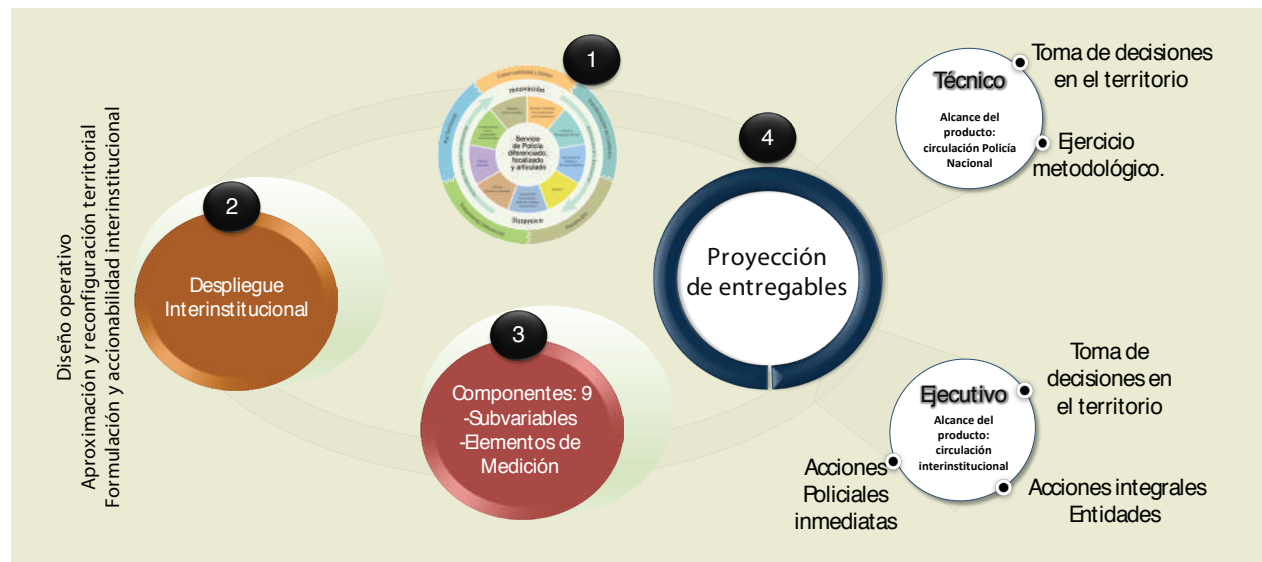 Diseño operativo
Aproximación y reconfiguración territorial
Formulación y accionabilidad interinstitucional
1
Innovación
Servicio
de Policía
diferenciado,
focalizado
y articulado
2
Despliegue
Interinstitucional
3
Componentes: 9
-Subvariables
-Elementos de
Medición
4
Proyección
de entregables
Técnico
Alcance del
producto:
circulación Policía
Nacional
Toma de decisiones
en el territorio
Ejercicio
metodológico.
Ejecutivo
Alcance del
producto:
circulación
interinstitucional
Toma de
decisiones en
el territorio
Acciones
Policiales
inmediatas
Acciones integrales
Entidades